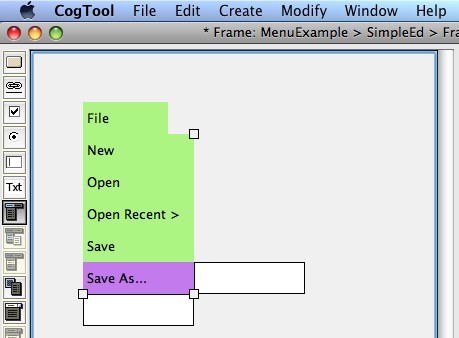 CogTool File Edit Create Modify Window Help
* Frame: MenuExample > SimpleEd > Fra
Txt
File
New
Open
Open Recent >
Save
Save As...